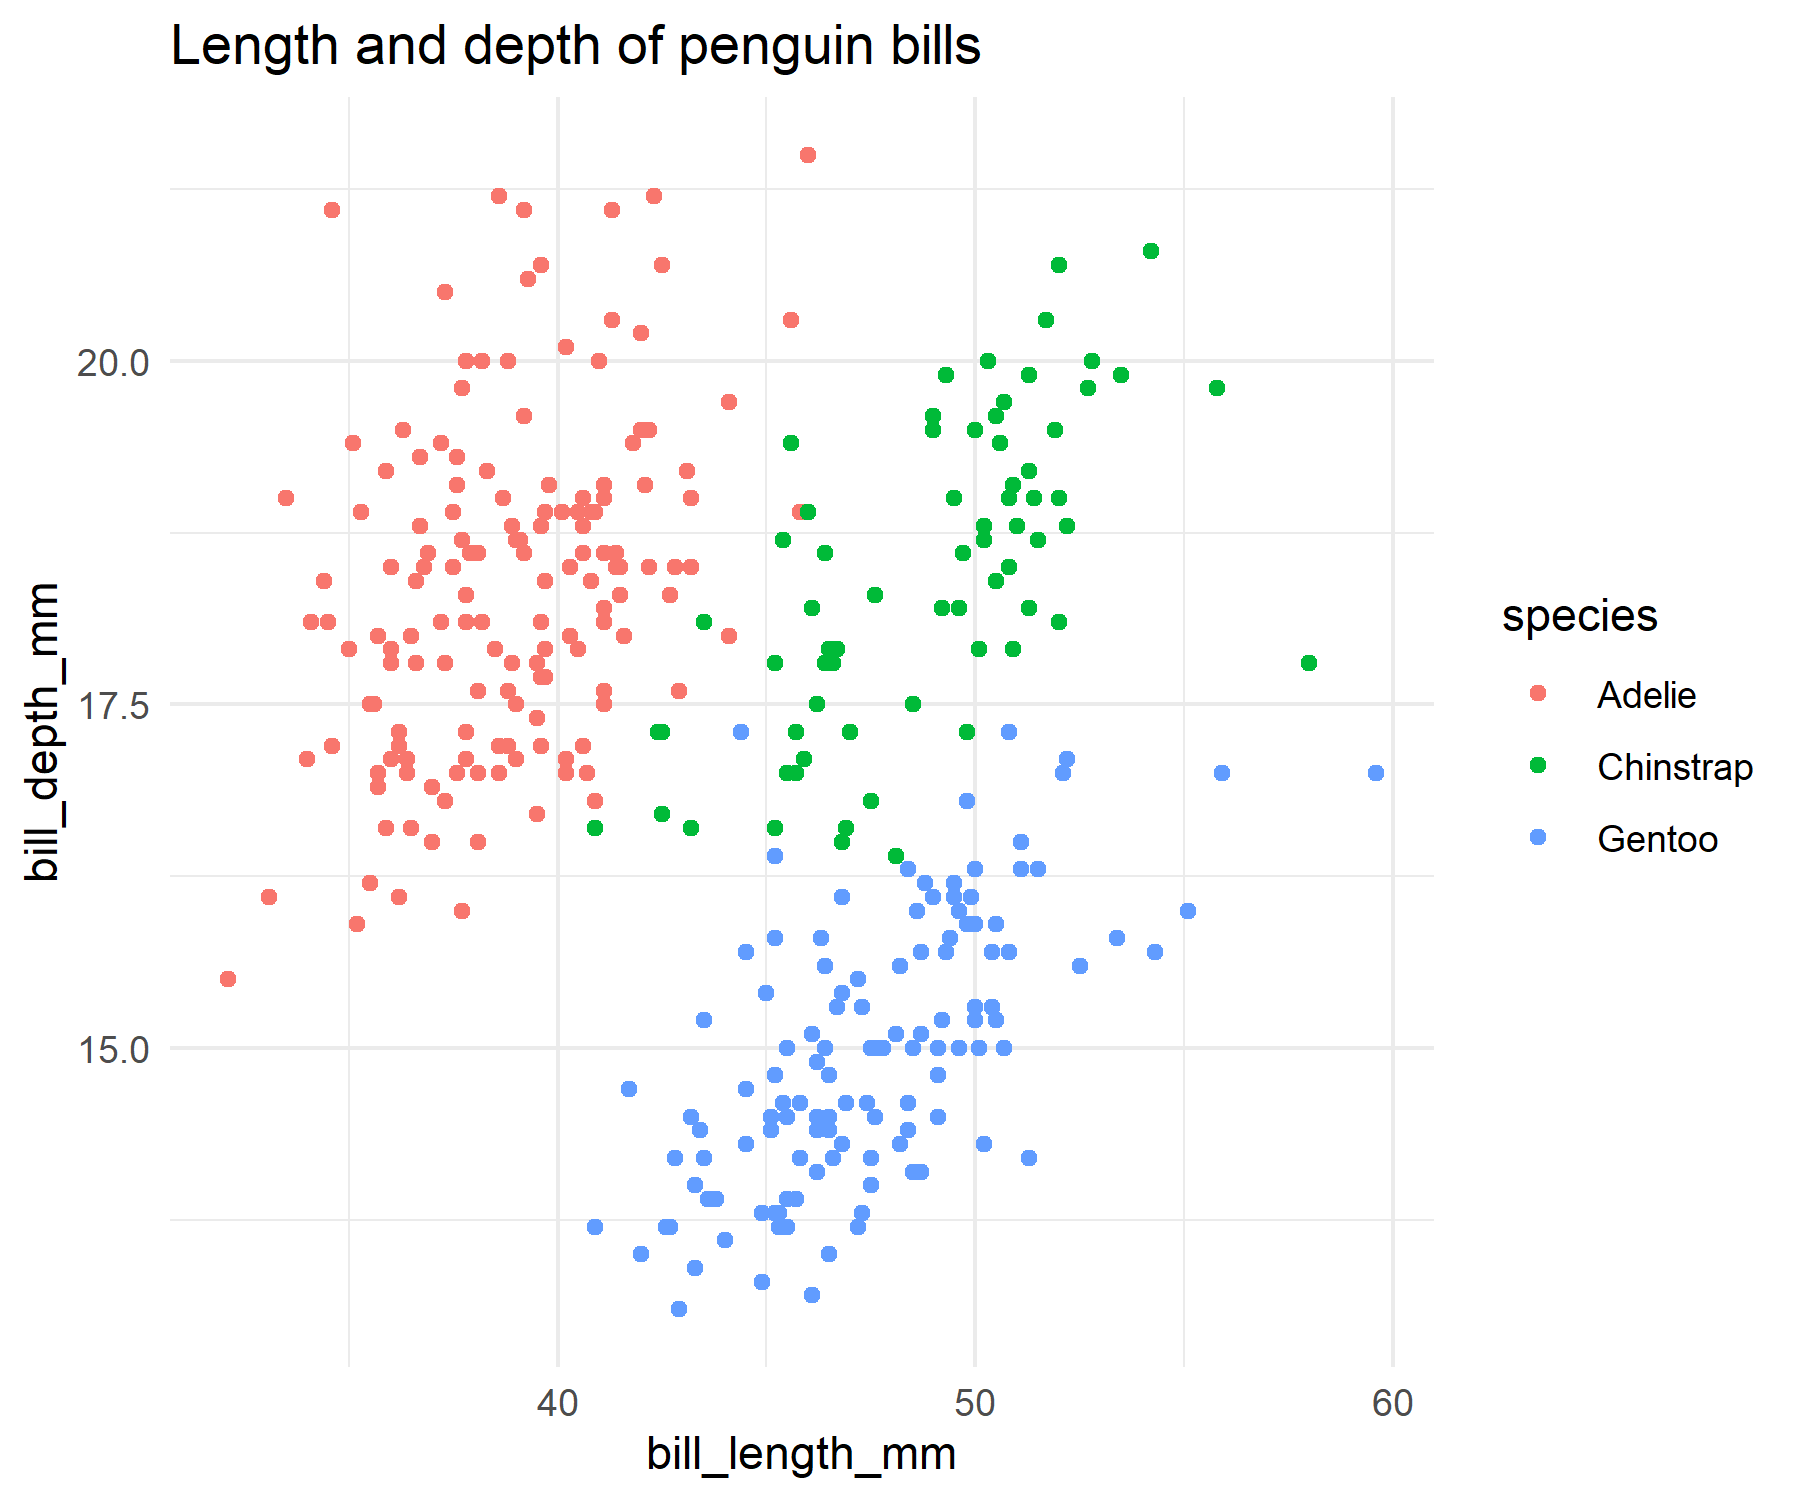 Length and depth of penguin bills
20.0
17.5
15.0
bill_depth_mm
40 50 60
bill_length_mm
species
Adelie
Chinstrap
Gentoo